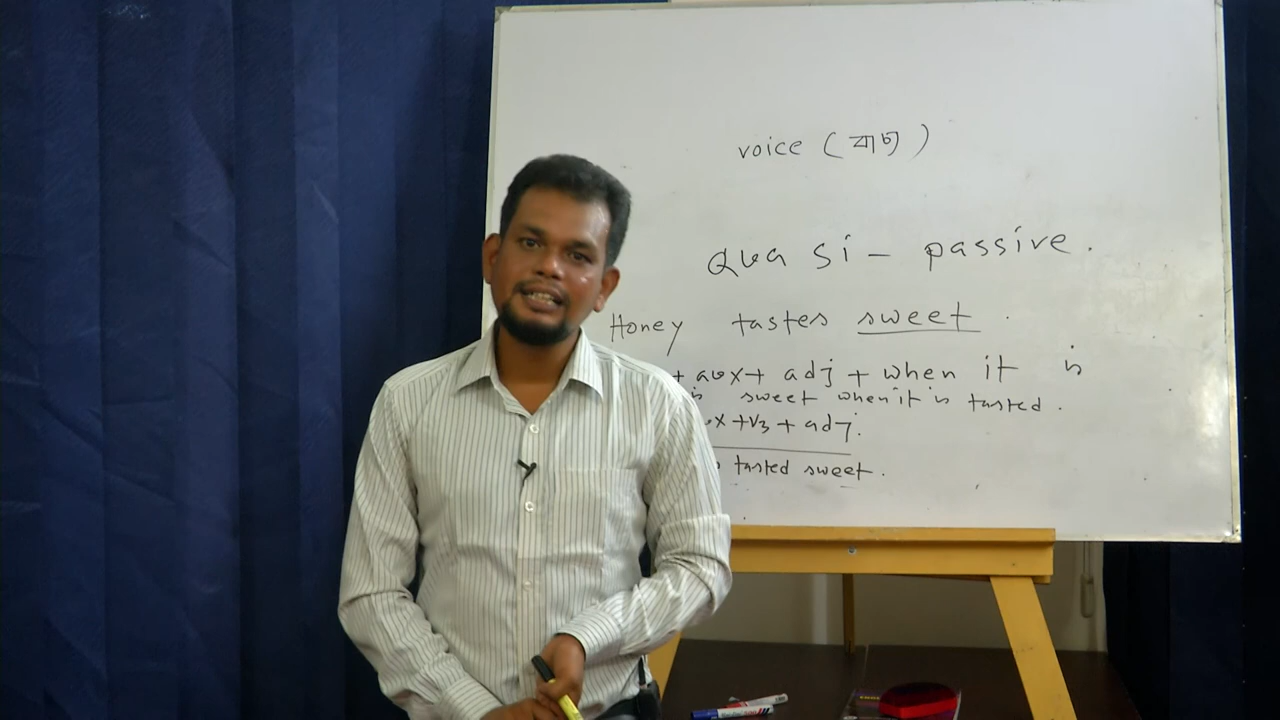 voice (বাচ্য)
Quasi - passive.
Honey tastes sweet.
+ aux + adj + when it is
is sweet when it is tasted.
+ V3 + adj.
tasted sweet.